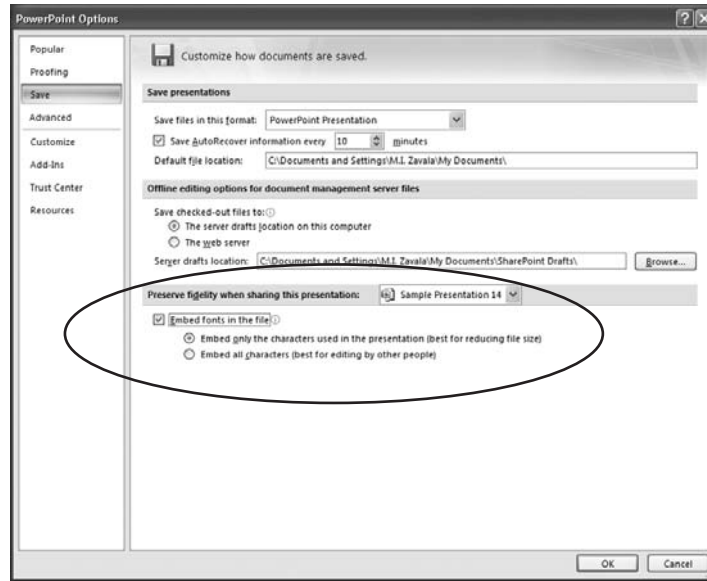 PowerPoint Options
Popular
Proofing
Save
Advanced
Customize
Add-Ins
Trust Center
Resources
Customize how documents are saved.
Save presentations
Save files in this format: PowerPoint Presentation
Save AutoRecover information every 10 minutes
Default file location: C:\Documents and Settings\M.I. Zavala\My Documents\
Offline editing options for document management server files
Save checked-out files to:
The server drafts location on this computer
The web server
Server drafts location: C:\Documents and Settings\M.I. Zavala\My Documents\SharePoint Drafts\ Browse...
Preserve fidelity when sharing this presentation: Sample Presentation 14
Embed fonts in the file
Embed only the characters used in the presentation (best for reducing file size)
Embed all characters (best for editing by other people)
OK Cancel